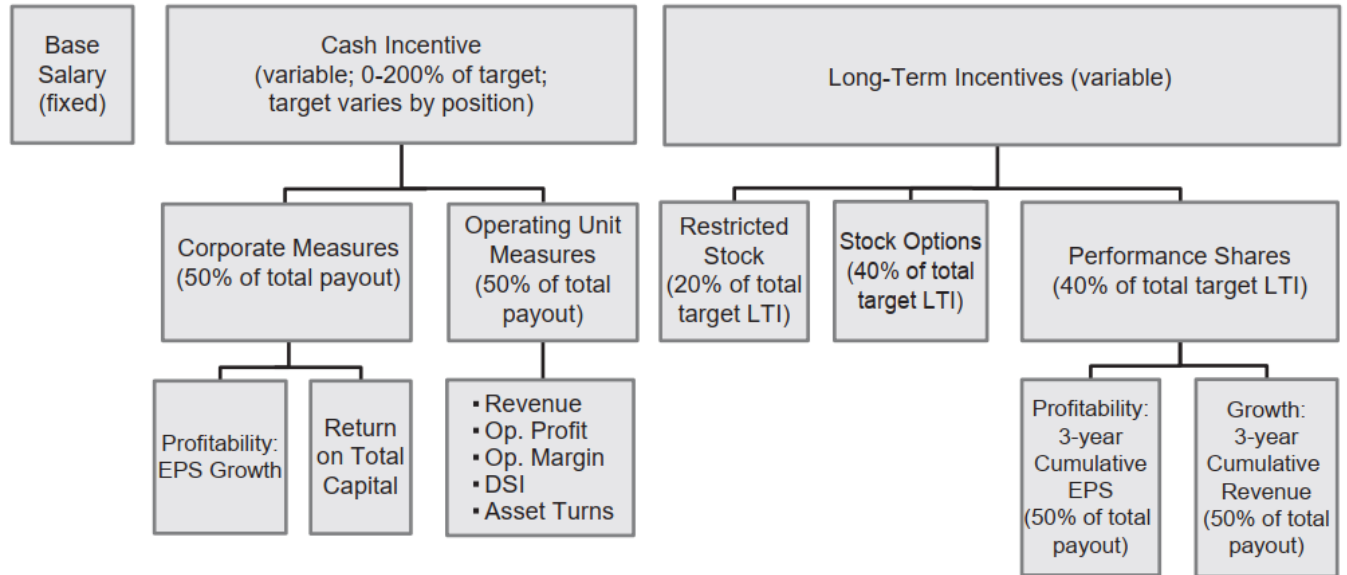 Base
Salary
(fixed)
Cash Incentive
(variable; 0-200% of target;
target varies by position)
Long-Term Incentives (variable)
Corporate Measures
(50% of total payout)
Operating Unit
Measures
(50% of total
payout)
Restricted
Stock
(20% of total
target LTI)
Stock Options
(40% of total
target LTI)
Performance Shares
(40% of total target LTI)
Profitability:
EPS Growth
Return
on Total
Capital
▪ Revenue
▪ Op. Profit
▪ Op. Margin
▪ DSI
▪ Asset Turns
Profitability:
3-year
Cumulative
EPS
(50% of total
payout)
Growth:
3-year
Cumulative
Revenue
(50% of total
payout)